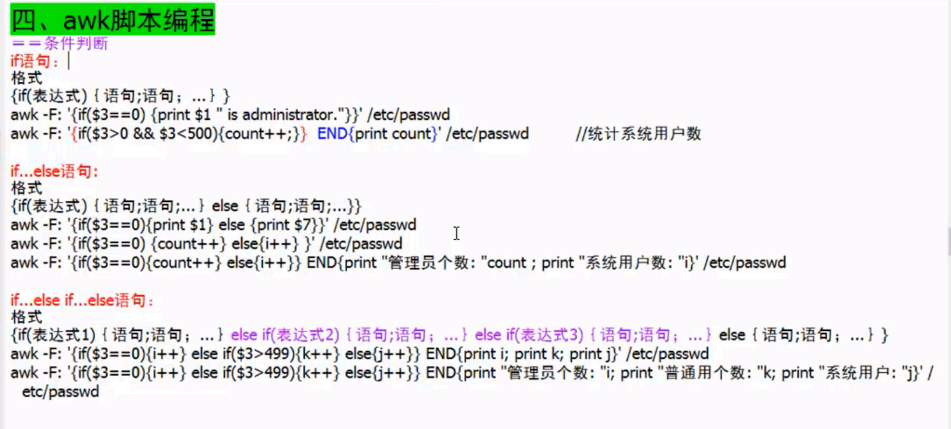 四、awk脚本编程
==条件判断
if语句：
格式
{if(表达式)｛语句;语句；...｝}
awk -F: '{if($3==0) {print $1 " is administrator."}}' /etc/passwd
awk -F: '{if($3>0 && $3<500){count++;}} END{print count}' /etc/passwd //统计系统用户数
if...else语句:
格式
{if(表达式)｛语句;语句;...｝else｛语句;语句;...}}
awk -F: '{if($3==0){print $1} else {print $7}}' /etc/passwd
awk -F: '{if($3==0) {count++} else{i++} }' /etc/passwd
awk -F: '{if($3==0){count++} else{i++}} END{print "管理员个数: "count ; print "系统用户数: "i}' /etc/passwd
if...else if...else语句：
格式
{if(表达式1)｛语句;语句；...｝else if(表达式2)｛语句;语句；...｝else if(表达式3)｛语句;语句；...｝else｛语句;语句；...｝}
awk -F: '{if($3==0){i++} else if($3>499){k++} else{j++}} END{print i; print k; print j}' /etc/passwd
awk -F: '{if($3==0){i++} else if($3>499){k++} else{j++}} END{print "管理员个数: "i; print "普通用个数: "k; print "系统用户: "j}' /
etc/passwd